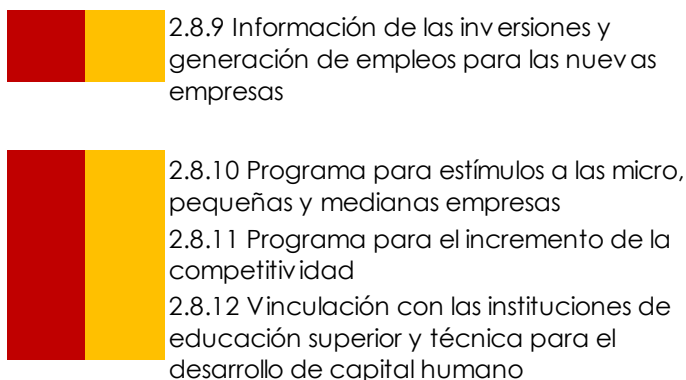 2.8.9 Información de las inversiones y
generación de empleos para las nuevas
empresas
2.8.10 Programa para estímulos a las micro,
pequeñas y medianas empresas
2.8.11 Programa para el incremento de la
competitividad
2.8.12 Vinculación con las instituciones de
educación superior y técnica para el
desarrollo de capital humano